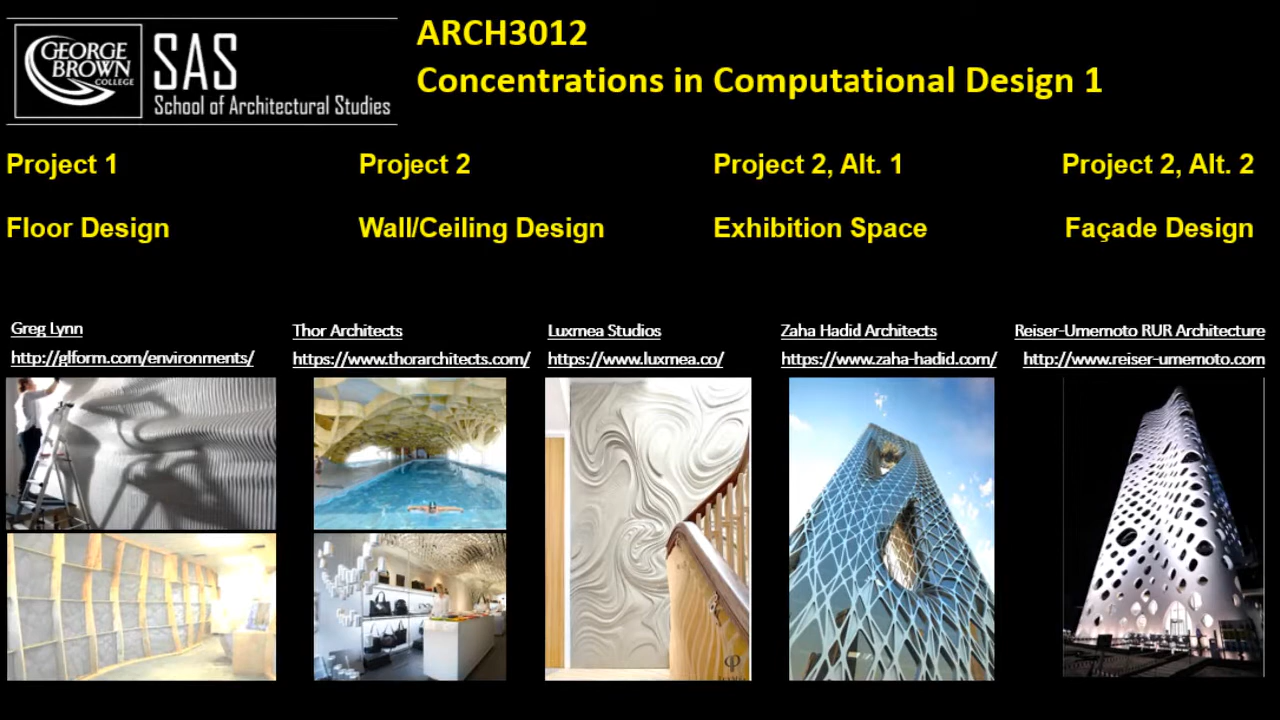 GEORGE
BROWN
COLLEGE
SAS
School of Architectural Studies
ARCH3012
Concentrations in Computational Design 1
Project 1
Project 2
Project 2, Alt. 1
Project 2, Alt. 2
Floor Design
Wall/Ceiling Design
Exhibition Space
Façade Design
Greg Lynn
http://glform.com/environments/
Thor Architects
https://www.thorarchitects.com/
Luxmea Studios
https://www.luxmea.co/
Zaha Hadid Architects
https://www.zaha-hadid.com/
Reiser-Umemoto RUR Architecture
http://www.reiser-umemoto.com